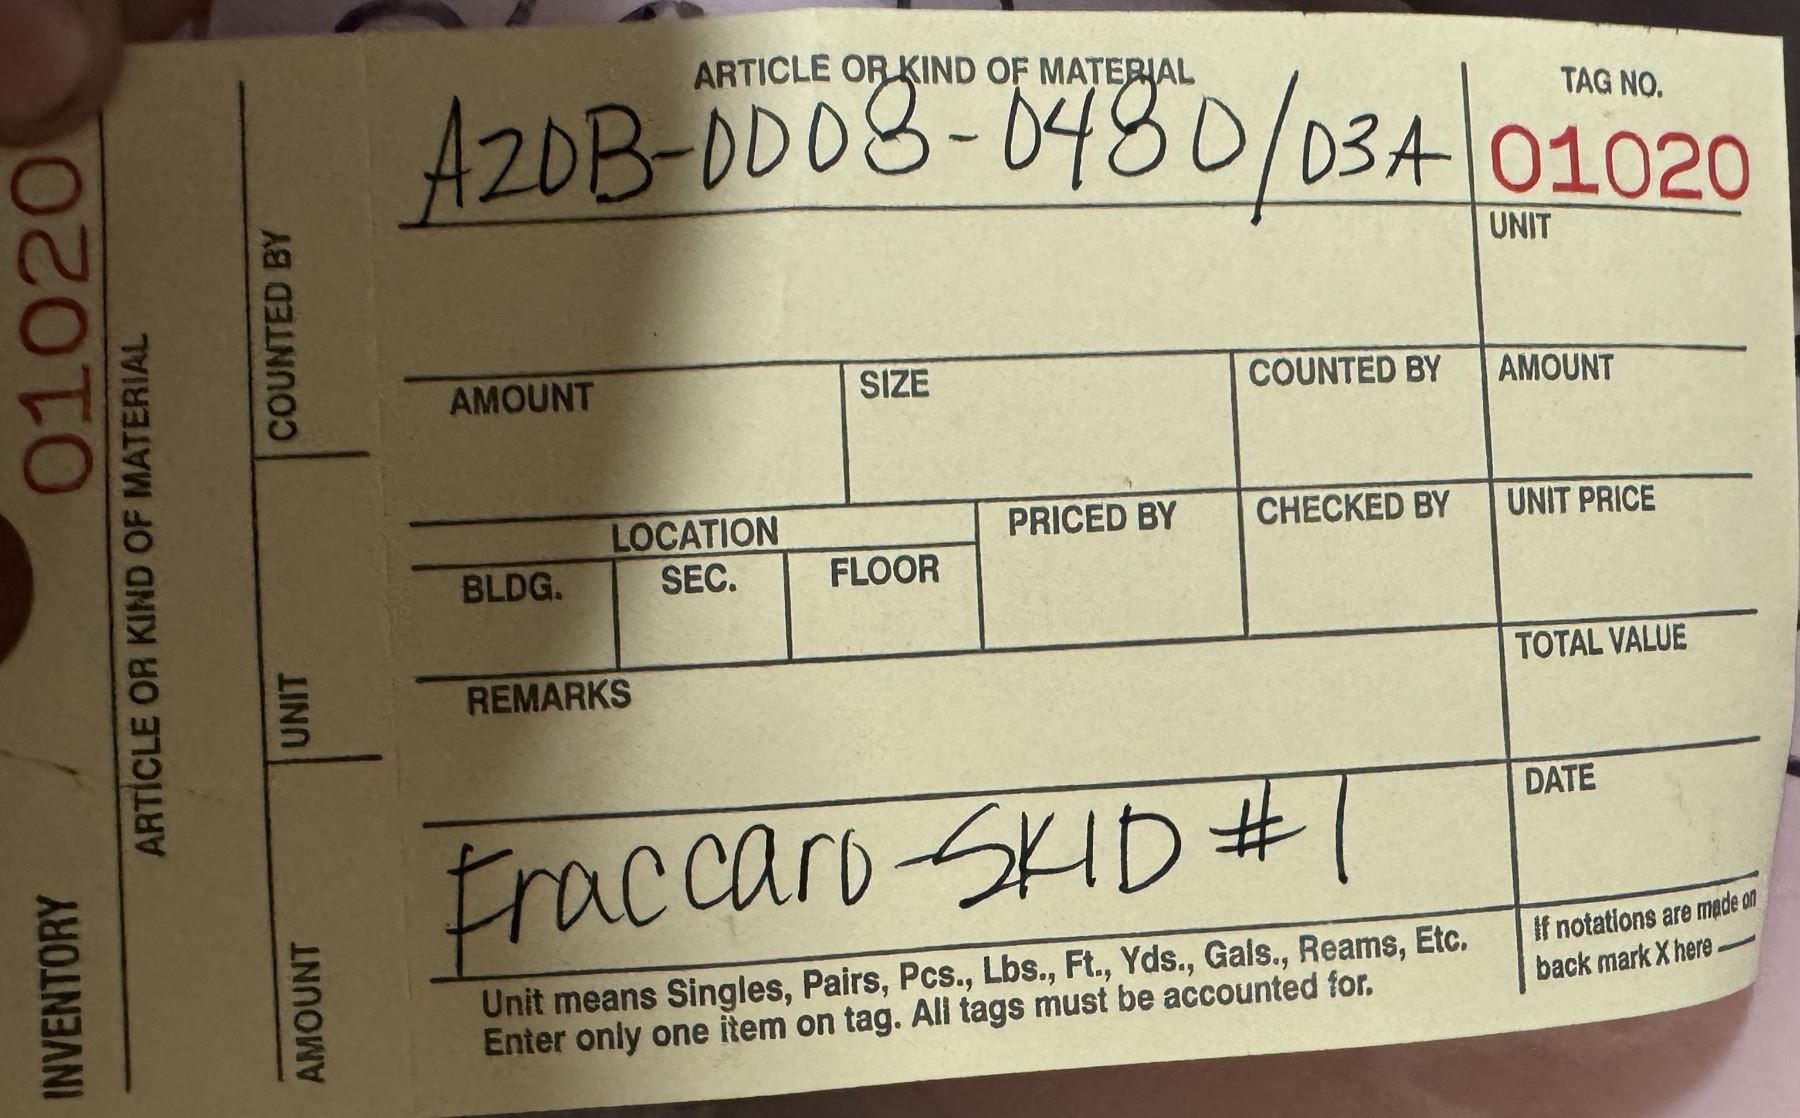 ARTICLE OR KIND OF MATERIAL
TAG NO.
A20B-0008-0480/03A
01020
UNIT
AMOUNT
SIZE
COUNTED BY
AMOUNT
LOCATION
PRICED BY
CHECKED BY
UNIT PRICE
BLDG.
SEC.
FLOOR
TOTAL VALUE
REMARKS
DATE
Fraccaro-SKID #1
Unit means Singles, Pairs, Pcs., Lbs., Ft., Yds., Gals., Reams, Etc.
Enter only one item on tag. All tags must be accounted for.
If notations are made on
back mark X here
INVENTORY
01020
ARTICLE OR KIND OF MATERIAL
AMOUNT
UNIT
COUNTED BY